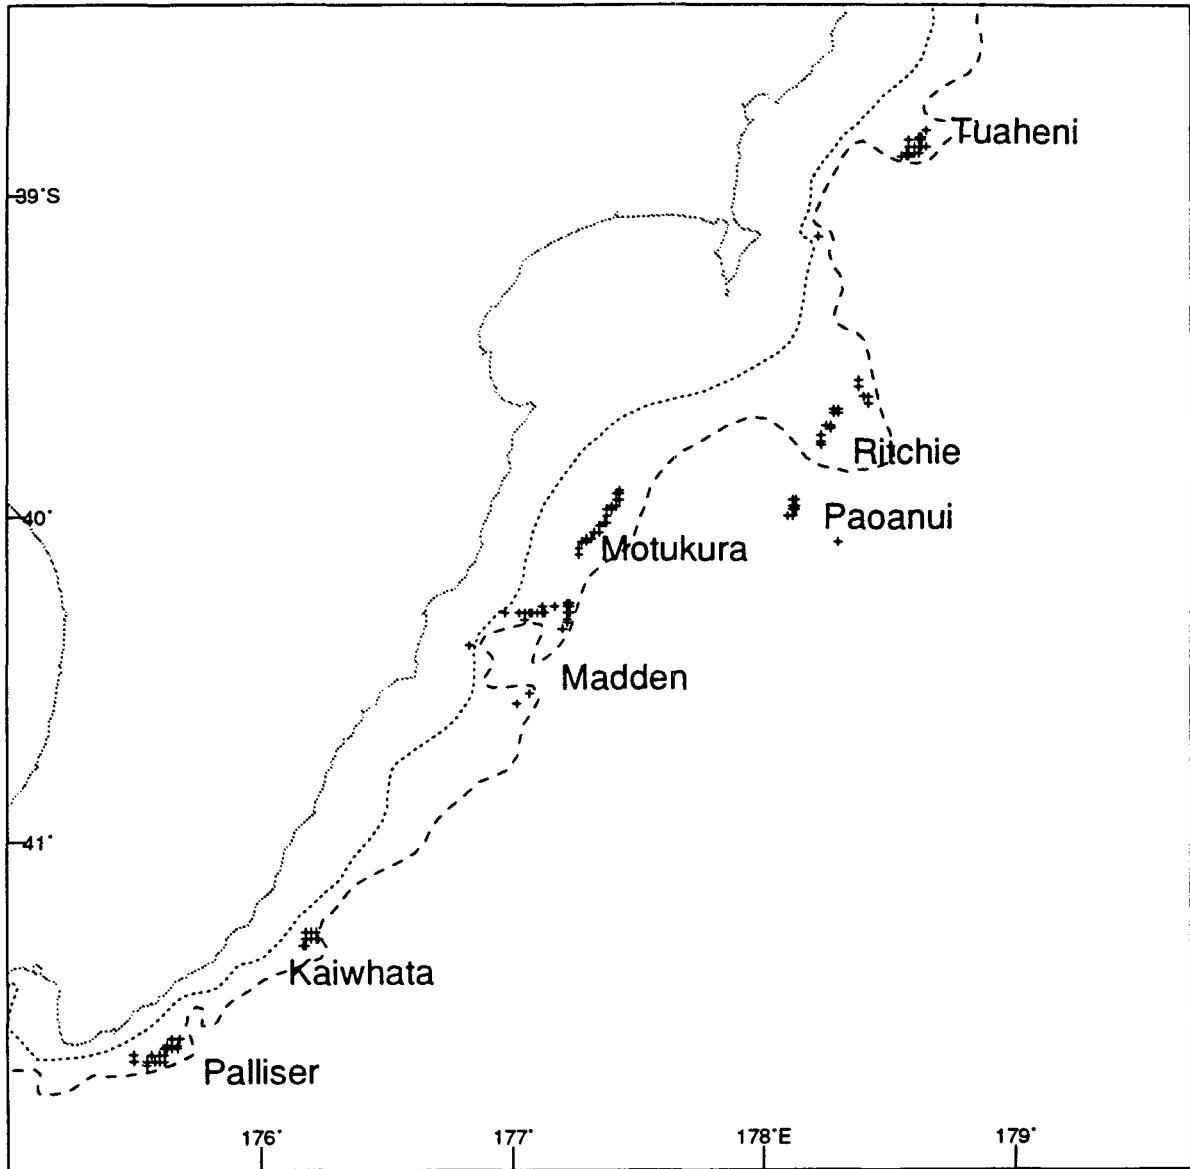 Tuaheni
39°S
Ritchie
Paoanui
40°
Motukura
Madden
41°
Kaiwhata
Palliser
176°
177°
178°E
179°